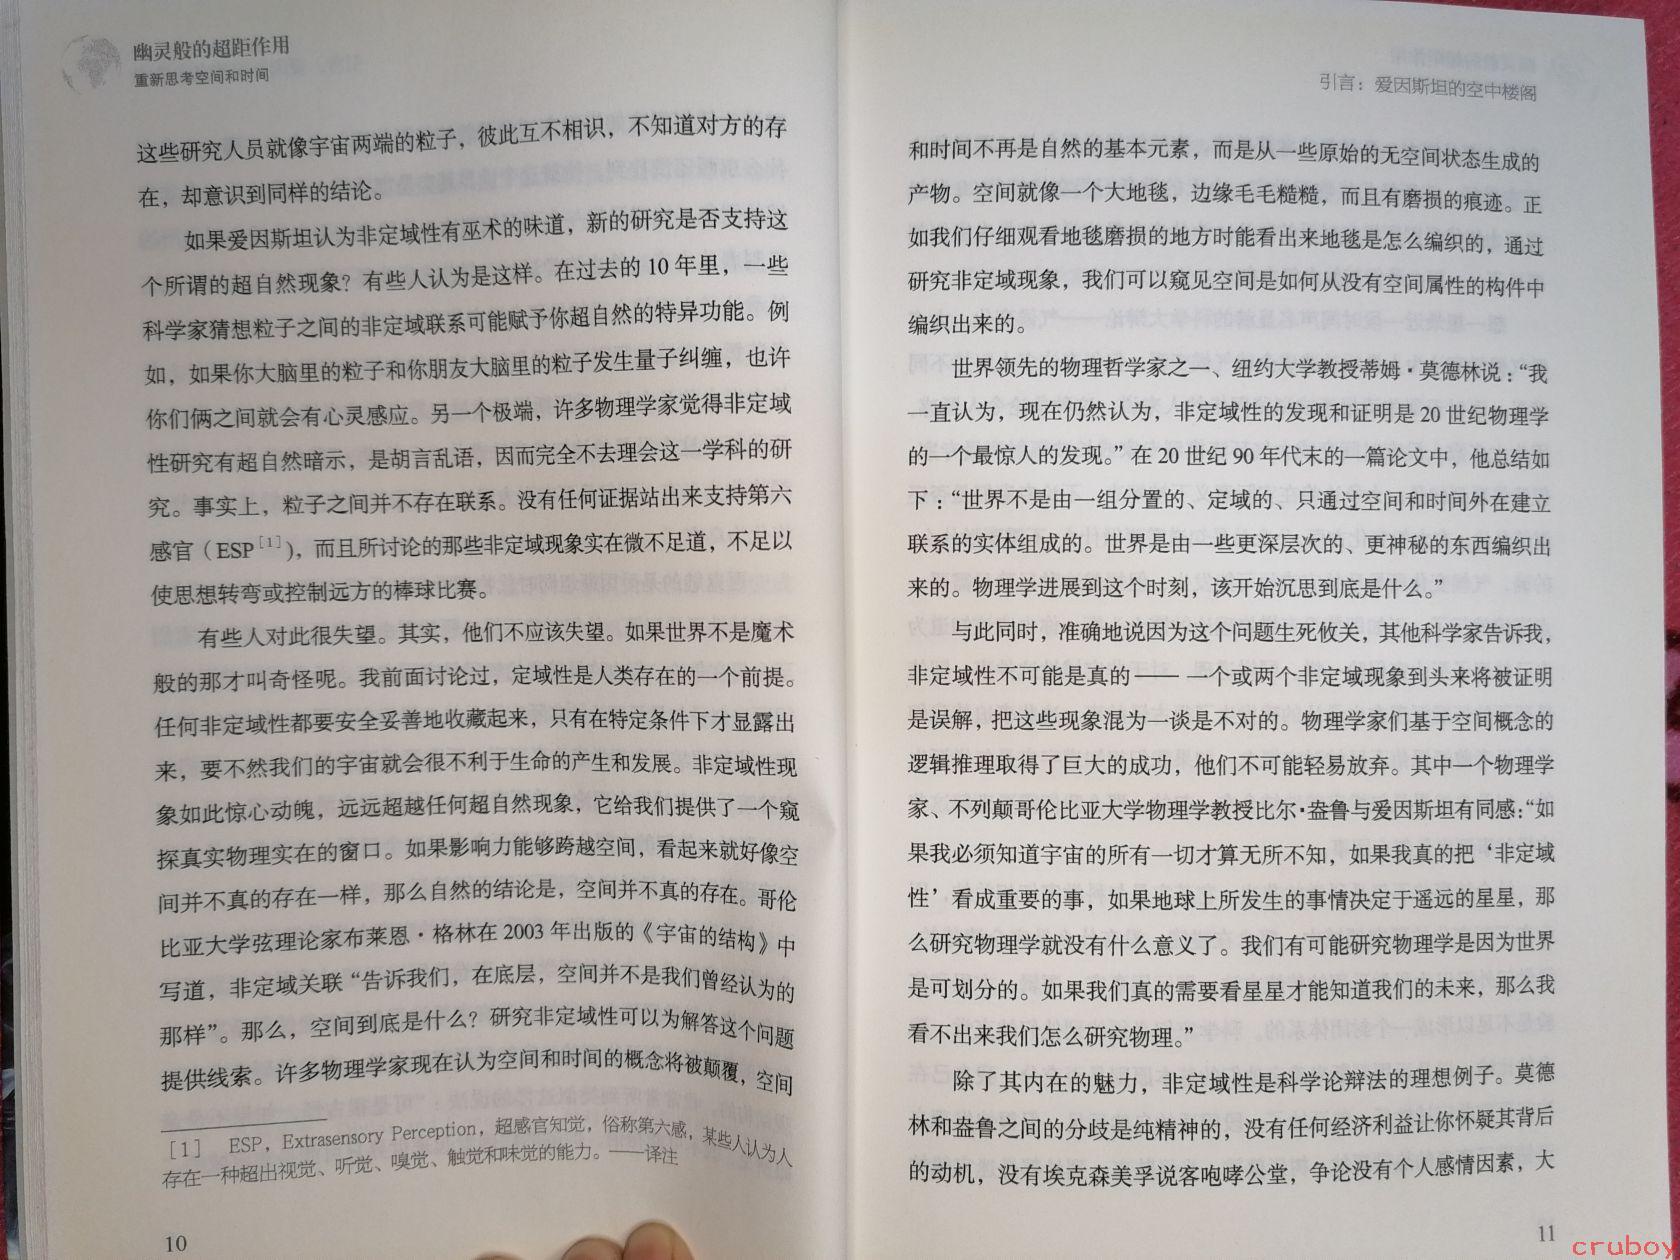 幽灵般的超距作用
重新思考空间和时间
这些研究人员就像宇宙两端的粒子，彼此互不相识，不知道对方的存
在，却意识到同样的结论。
如果爱因斯坦认为非定域性有巫术的味道，新的研究是否支持这
个所谓的超自然现象？有些人认为是这样。在过去的 10 年里，一些
科学家猜想粒子之间的非定域联系可能赋予你超自然的特异功能。例
如，如果你大脑里的粒子和你朋友大脑里的粒子发生量子纠缠，也许
你们俩之间就会有心灵感应。另一个极端，许多物理学家觉得非定域
性研究有超自然暗示，是胡言乱语，因而完全不去理会这一学科的研
究。事实上，粒子之间并不存在联系。没有任何证据站出来支持第六
感官（ESP[1]），而且所讨论的那些非定域现象实在微不足道，不足以
使思想转弯或控制远方的棒球比赛。
有些人对此很失望。其实，他们不应该失望。如果世界不是魔术
般的那才叫奇怪呢。我前面讨论过，定域性是人类存在的一个前提。
任何非定域性都要安全妥善地收藏起来，只有在特定条件下才显露出
来，要不然我们的宇宙就会很不利于生命的产生和发展。非定域性现
象如此惊心动魄，远远超越任何超自然现象，它给我们提供了一个窥
探真实物理实在的窗口。如果影响力能够跨越空间，看起来就好像空
间并不真的存在一样，那么自然的结论是，空间并不真的存在。哥伦
比亚大学弦理论家布莱恩·格林在 2003 年出版的《宇宙的结构》中
写道，非定域关联“告诉我们，在底层，空间并不是我们曾经认为的
那样”。那么，空间到底是什么？研究非定域性可以为解答这个问题
提供线索。许多物理学家现在认为空间和时间的概念将被颠覆，空间
[1] ESP，Extrasensory Perception，超感官知觉，俗称第六感，某些人认为人
存在一种超出视觉、听觉、嗅觉、触觉和味觉的能力。——译注
10
引言：爱因斯坦的空中楼阁
和时间不再是自然的基本元素，而是从一些原始的无空间状态生成的
产物。空间就像一个大地毯，边缘毛毛糙糙，而且有磨损的痕迹。正
如我们仔细观看地毯磨损的地方时能看出来地毯是怎么编织的，通过
研究非定域现象，我们可以窥见空间是如何从没有空间属性的构件中
编织出来的。
世界领先的物理哲学家之一、纽约大学教授蒂姆·莫德林说：“我
一直认为，现在仍然认为，非定域性的发现和证明是 20 世纪物理学
的一个最惊人的发现。”在 20 世纪 90 年代末的一篇论文中，他总结如
下：“世界不是由一组分置的、定域的、只通过空间和时间外在建立
联系的实体组成的。世界是由一些更深层次的、更神秘的东西编织出
来的。物理学进展到这个时刻，该开始沉思到底是什么。”
与此同时，准确地说因为这个问题生死攸关，其他科学家告诉我，
非定域性不可能是真的——一个或两个非定域现象到头来将被证明
是误解，把这些现象混为一谈是不对的。物理学家们基于空间概念的
逻辑推理取得了巨大的成功，他们不可能轻易放弃。其中一个物理学
家、不列颠哥伦比亚大学物理学教授比尔·盎鲁与爱因斯坦有同感：“如
果我必须知道宇宙的所有一切才算无所不知，如果我真的把‘非定域
性’看成重要的事，如果地球上所发生的事情决定于遥远的星星，那
么研究物理学就没有什么意义了。我们有可能研究物理学是因为世界
是可划分的。如果我们真的需要看星星才能知道我们的未来，那么我
看不出来我们怎么研究物理。”
除了其内在的魅力，非定域性是科学论辩法的理想例子。莫德
林和盎鲁之间的分歧是纯精神的，没有任何经济利益让你怀疑其背后
的动机，没有埃克森美孚说客咆哮公堂，争论没有个人感情因素，大
11
cruboy